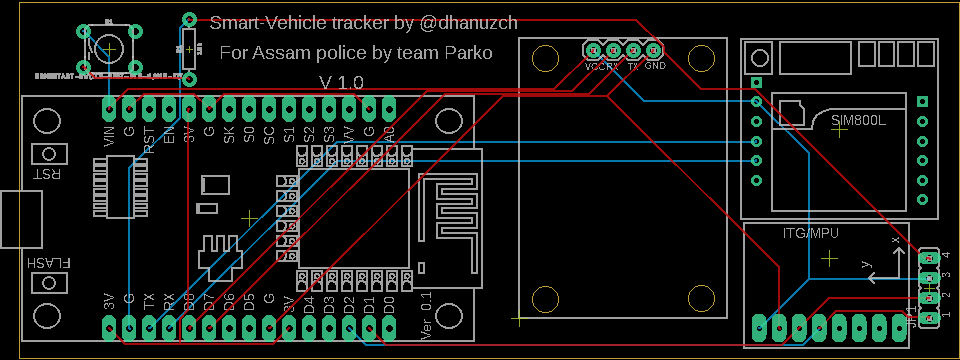 Smart-Vehicle tracker by @dhanuzch
For Assam police by team Parko
V 1.0
VCC RX TX GND
VIN G RST EN 3V G SK S0 SC S1 S2 S3 VV G A0
SIM800L
RST
ITG/MPU
x
y
FLASH
4
3
2
1
3V G TX RX D8 D7 D6 D5 G 3V D4 D3 D2 D1 D0
Ver 0.1